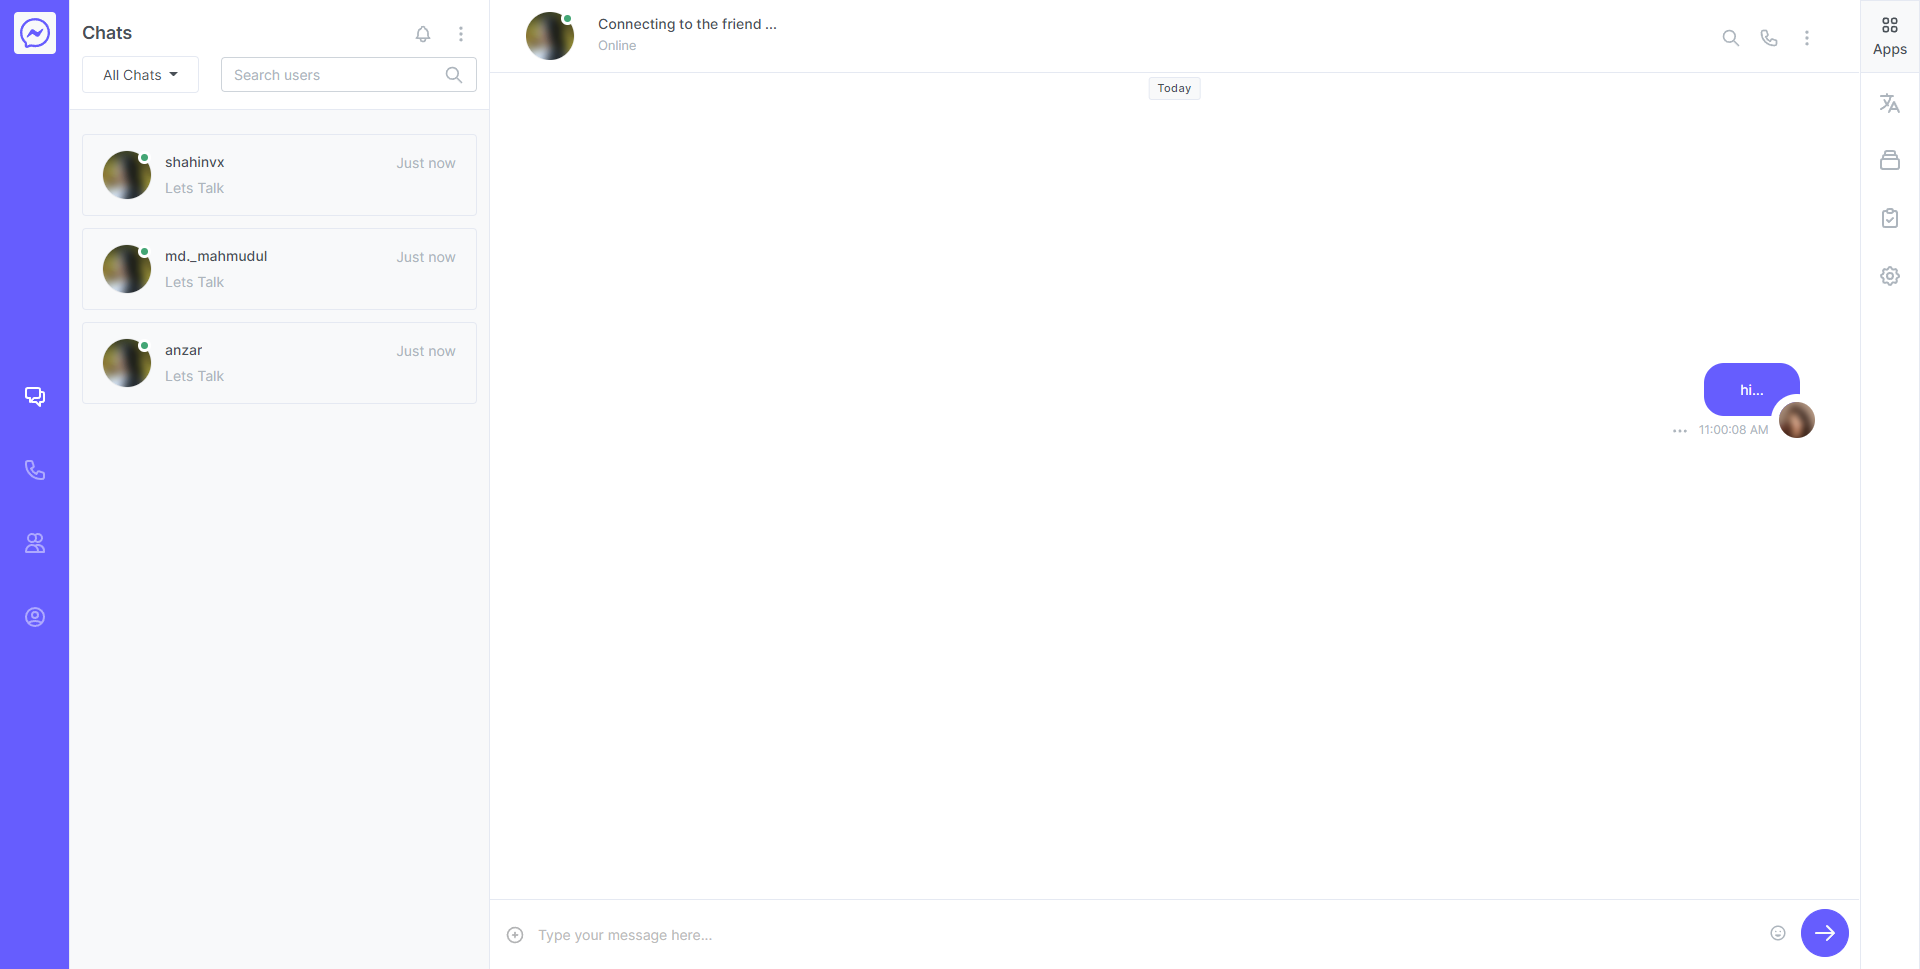 Chats
All Chats
Search users
shahinvx
Just now
Lets Talk
md._mahmudul
Just now
Lets Talk
anzar
Just now
Lets Talk
Connecting to the friend ...
Online
Today
hi...
11:00:08 AM
Type your message here...
Apps